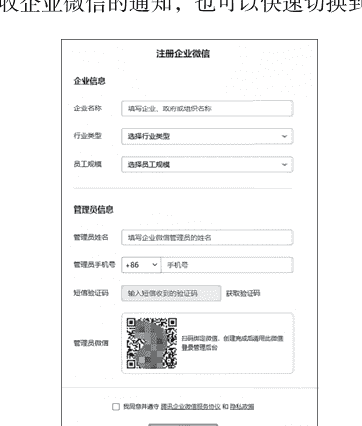 收企业微信的通知，也可以快速切换到
注册企业微信
企业信息
企业名称 填写企业、政府或组织名称
行业类型 选择行业类型
员工规模 选择员工规模
管理员信息
管理员姓名 填写企业微信管理员的姓名
管理员手机号 +86 手机号
短信验证码 输入短信收到的验证码 获取验证码
管理员微信 扫码绑定微信，创建完成后请用此微信
登录管理后台
我同意并遵守 腾讯企业微信服务协议 和 隐私政策